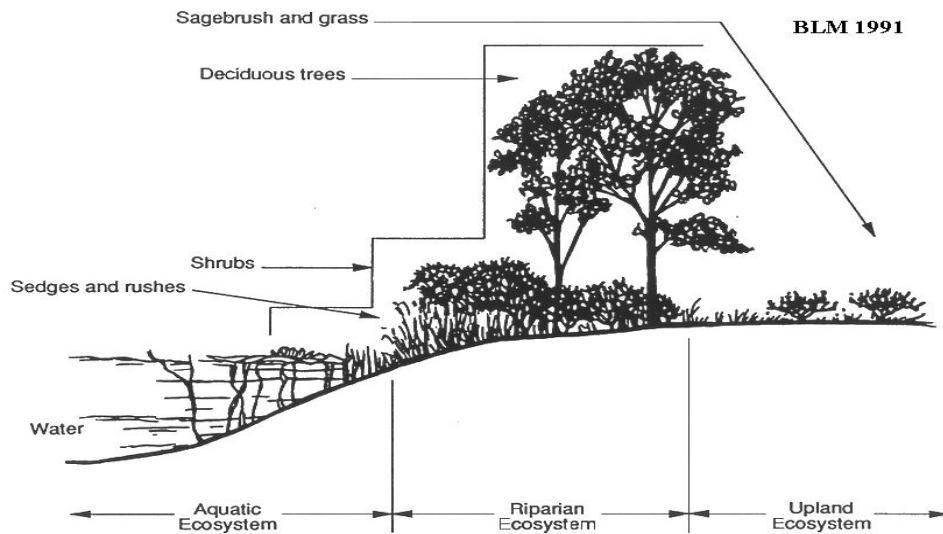 Sagebrush and grass
BLM 1991
Deciduous trees
Shrubs
Sedges and rushes
Water
Aquatic
Ecosystem
Riparian
Ecosystem
Upland
Ecosystem